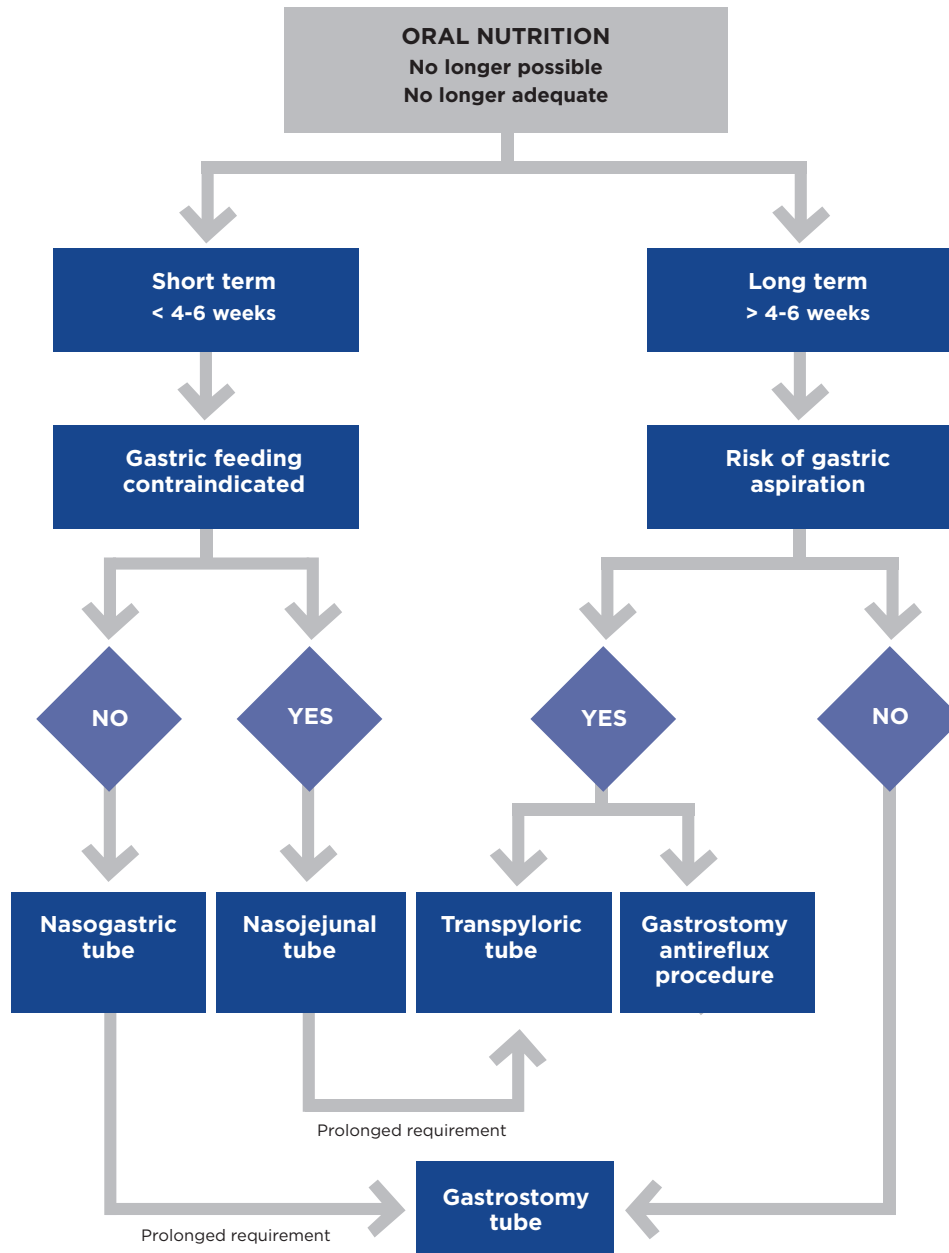 ORAL NUTRITION
No longer possible
No longer adequate
Short term
< 4-6 weeks
Long term
> 4-6 weeks
Gastric feeding
contraindicated
Risk of gastric
aspiration
NO
YES
YES
NO
Nasogastric
tube
Nasojejunal
tube
Transpyloric
tube
Gastrostomy
antireflux
procedure
Prolonged requirement
Gastrostomy
tube
Prolonged requirement